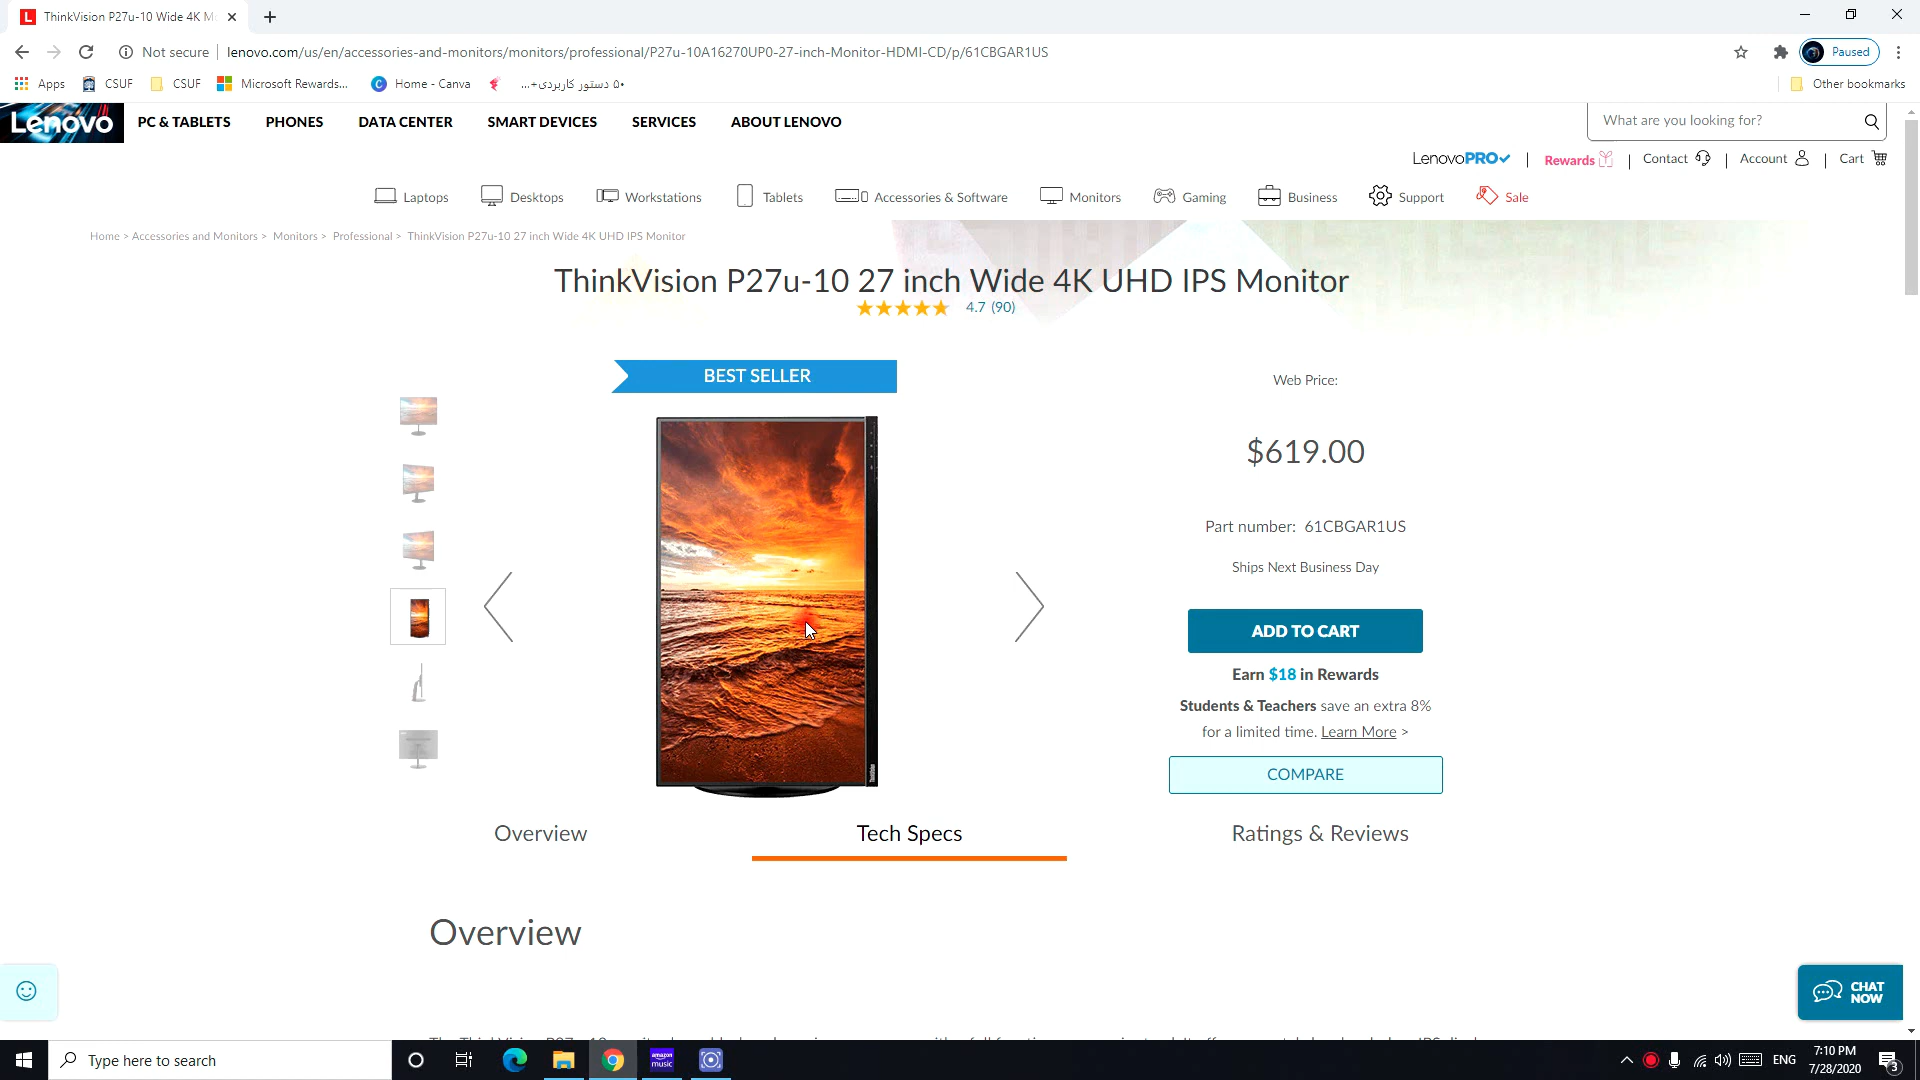 ThinkVision P27u-10 Wide 4K M
Not secure
lenovo.com/us/en/accessories-and-monitors/monitors/professional/P27u-10A16270UP0-27-inch-Monitor-HDMI-CD/p/61CBGAR1US
Paused
Apps
CSUF
CSUF
Microsoft Rewards...
Home - Canva
۵۰ دستور کاربردی+...
Other bookmarks
Lenovo
PC & TABLETS
PHONES
DATA CENTER
SMART DEVICES
SERVICES
ABOUT LENOVO
What are you looking for?
LenovoPRO
Rewards
Contact
Account
Cart
Laptops
Desktops
Workstations
Tablets
Accessories & Software
Monitors
Gaming
Business
Support
Sale
Home > Accessories and Monitors > Monitors > Professional > ThinkVision P27u-10 27 inch Wide 4K UHD IPS Monitor
ThinkVision P27u-10 27 inch Wide 4K UHD IPS Monitor
4.7 (90)
BEST SELLER
Web Price:
$619.00
Part number: 61CBGAR1US
Ships Next Business Day
ADD TO CART
Earn $18 in Rewards
Students & Teachers save an extra 8%
for a limited time. Learn More >
COMPARE
Overview
Tech Specs
Ratings & Reviews
Overview
CHAT
NOW
Type here to search
amazon
music
ENG
7:10 PM
7/28/2020
3